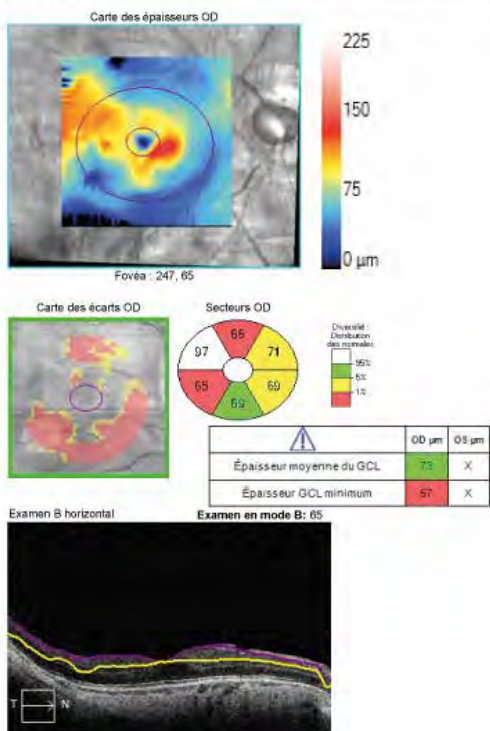 Carte des épaisseurs OD
225
150
75
0 µm
Fovéa : 247, 65
Carte des écarts OD
Secteurs OD
66
97
71
65
69
69
Diversité :
Distribution
des normales
95%
5%
1%
OD µm
OS µm
Épaisseur moyenne du GCL
73
X
Épaisseur GCL minimum
57
X
Examen B horizontal
Examen en mode B: 65
T
N